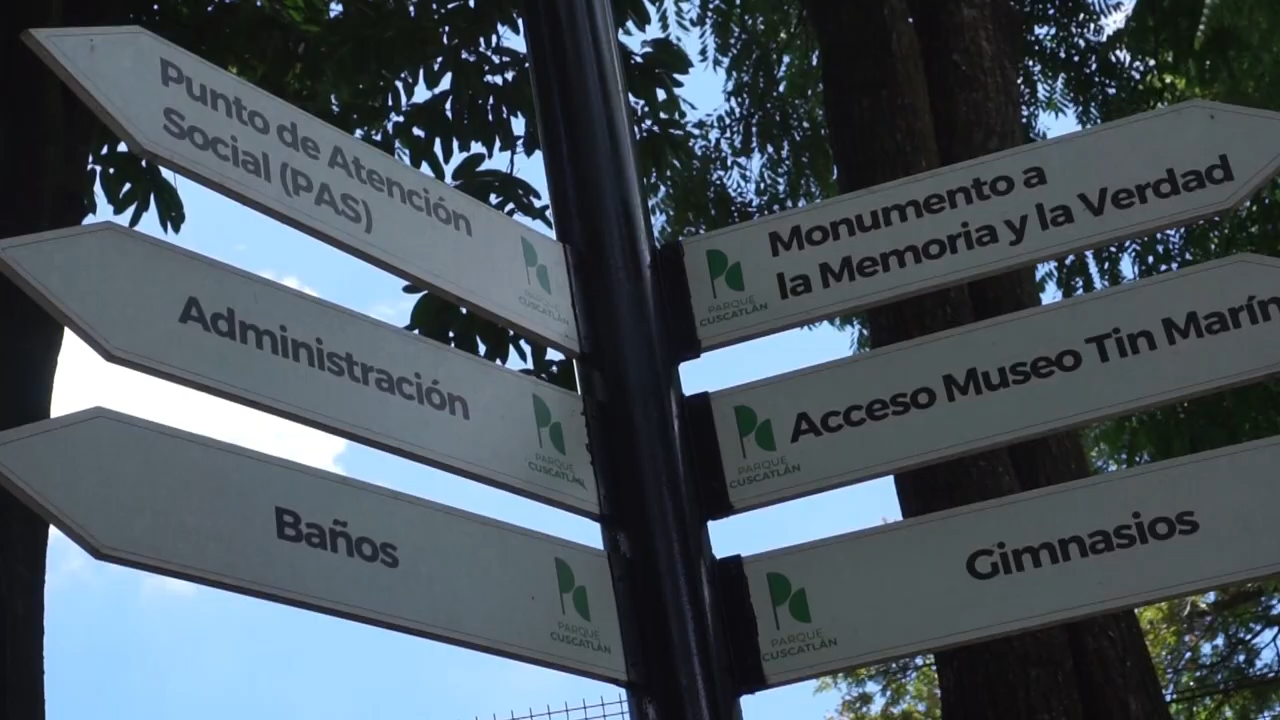 Punto de Atención
Social (PAS)
PARQUE
CUSCATLÁN
Administración
PARQUE
CUSCATLÁN
Baños
PARQUE
CUSCATLÁN
Monumento a
la Memoria y la Verdad
PARQUE
CUSCATLÁN
Acceso Museo Tin Marín
PARQUE
CUSCATLÁN
Gimnasios
PARQUE
CUSCATLÁN